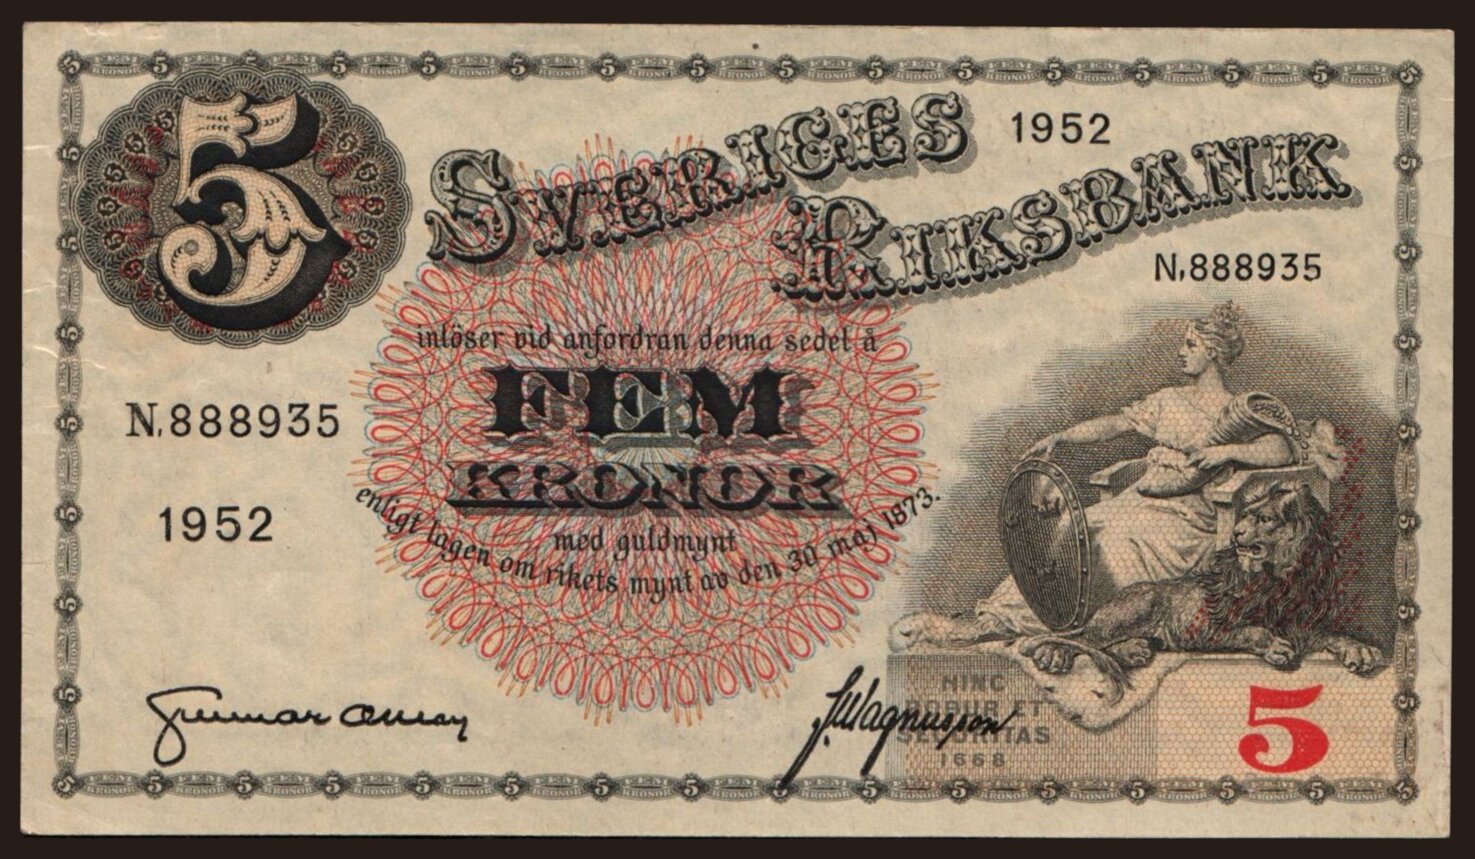 5
SVERIGES
RIKSBANK
1952
N.888935
inlöser vid anfordran denna sedel å
FEM
KRONOR
med guldmynt
enligt lagen om rikets mynt av den 30 maj 1873.
N.888935
1952
HINC
ROBUR ET
SECURITAS
1668
5